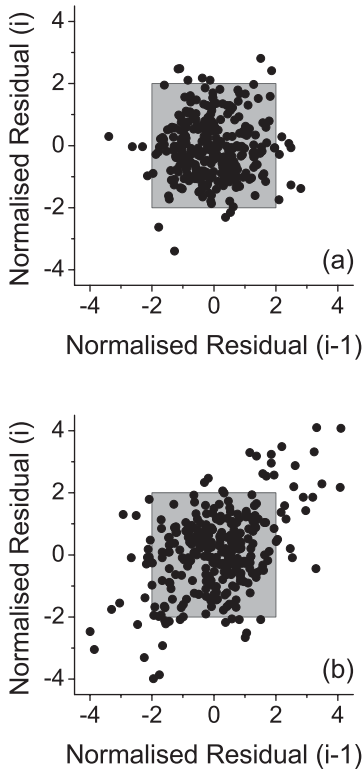 Normalised Residual (i)
4
2
0
-2
-4
(a)
-4 -2 0 2 4
Normalised Residual (i-1)
Normalised Residual (i)
4
2
0
-2
-4
(b)
-4 -2 0 2 4
Normalised Residual (i-1)